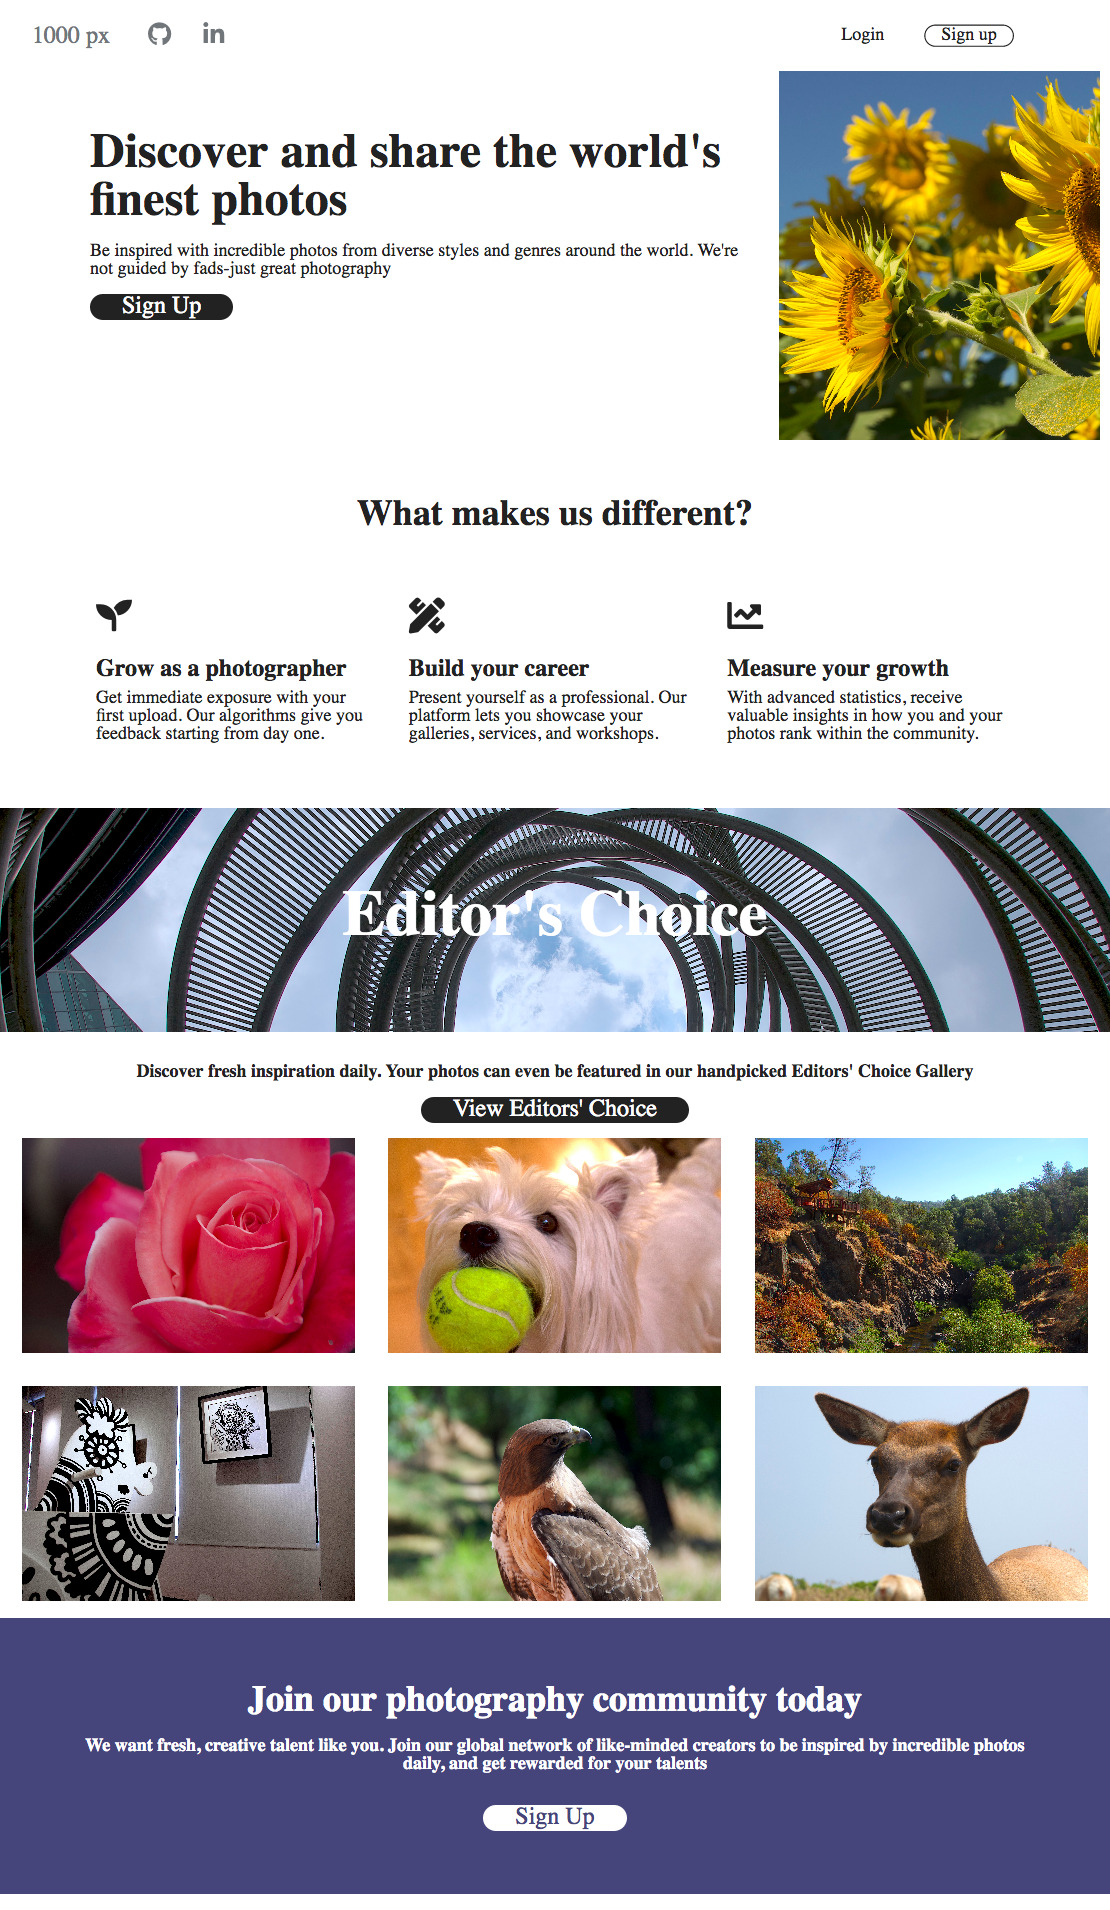 1000 px
Login
Sign up
Discover and share the world's
finest photos
Be inspired with incredible photos from diverse styles and genres around the world. We're
not guided by fads-just great photography
Sign Up
What makes us different?
Grow as a photographer
Get immediate exposure with your
first upload. Our algorithms give you
feedback starting from day one.
Build your career
Present yourself as a professional. Our
platform lets you showcase your
galleries, services, and workshops.
Measure your growth
With advanced statistics, receive
valuable insights in how you and your
photos rank within the community.
Editor's Choice
Discover fresh inspiration daily. Your photos can even be featured in our handpicked Editors' Choice Gallery
View Editors' Choice
Join our photography community today
We want fresh, creative talent like you. Join our global network of like-minded creators to be inspired by incredible photos
daily, and get rewarded for your talents
Sign Up